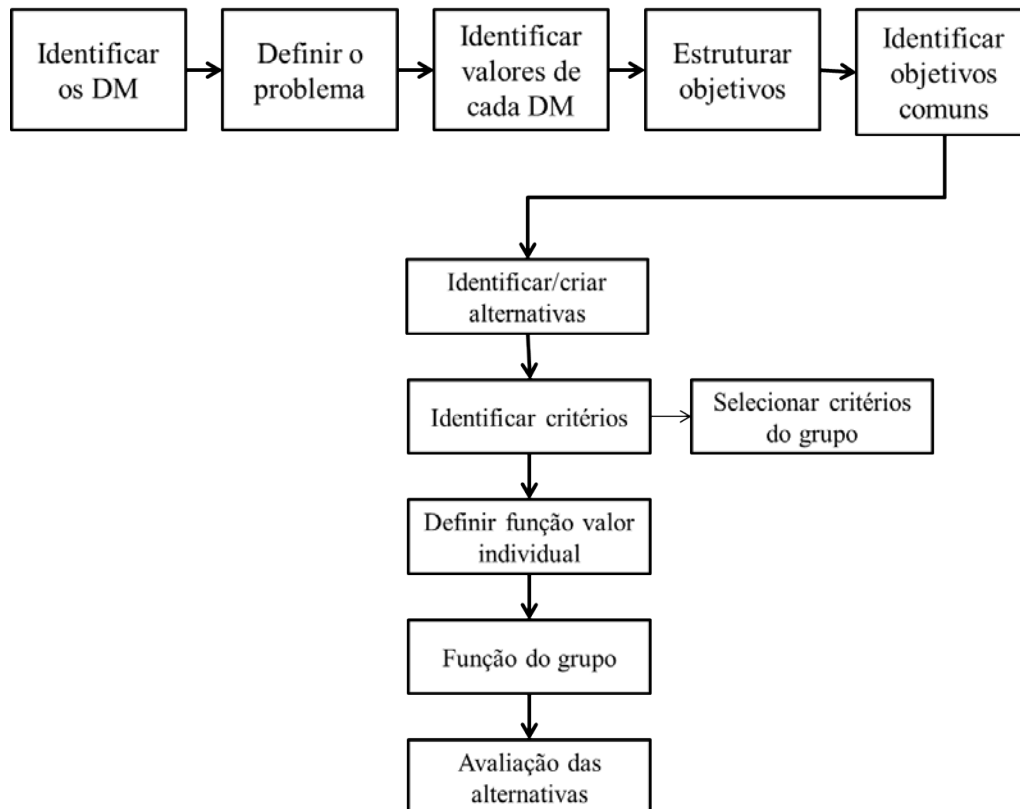 Identificar
os DM
Definir o
problema
Identificar
valores de
cada DM
Estruturar
objetivos
Identificar
objetivos
comuns
Identificar/criar
alternativas
Identificar critérios
Selecionar critérios
do grupo
Definir função valor
individual
Função do grupo
Avaliação das
alternativas